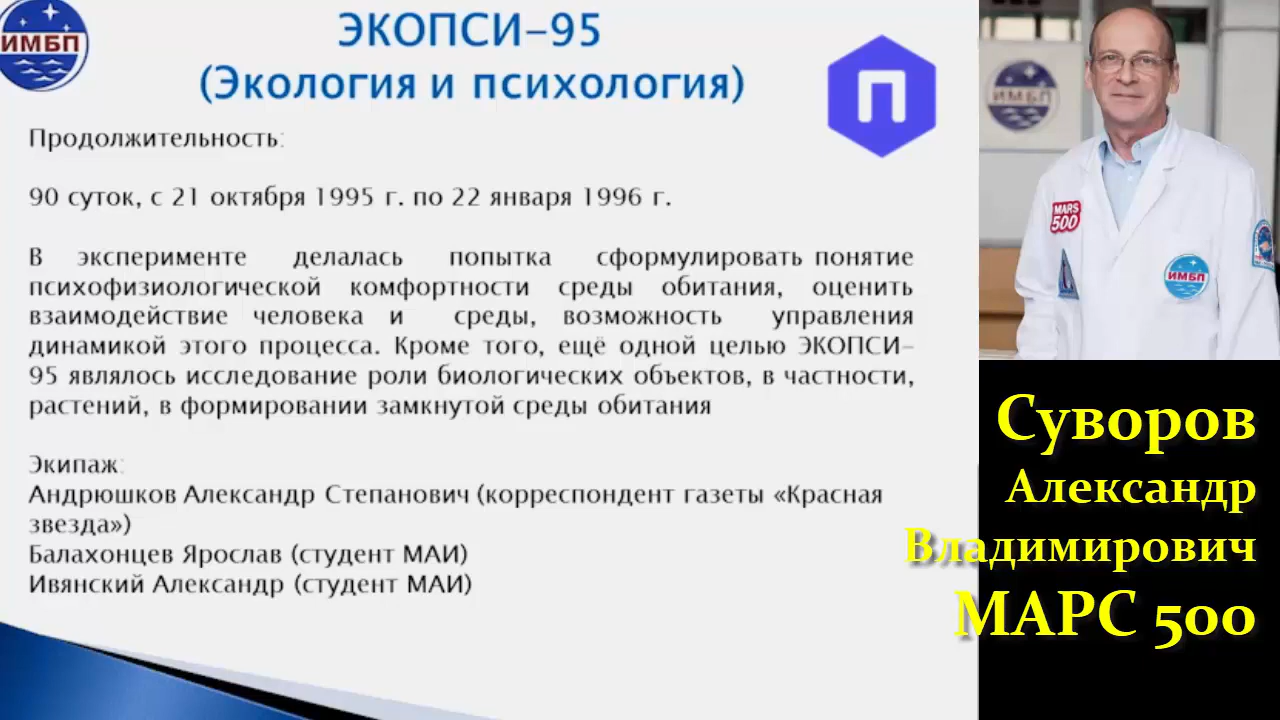 ИМБП
ЭКОПСИ–95
(Экология и психология)
П
Продолжительность:
90 суток, с 21 октября 1995 г. по 22 января 1996 г.
В эксперименте делалась попытка сформулировать понятие
психофизиологической комфортности среды обитания, оценить
взаимодействие человека и среды, возможность управления
динамикой этого процесса. Кроме того, ещё одной целью ЭКОПСИ–
95 являлось исследование роли биологических объектов, в частности,
растений, в формировании замкнутой среды обитания
Экипаж:
Андрюшков Александр Степанович (корреспондент газеты «Красная
звезда»)
Балахонцев Ярослав (студент МАИ)
Ивянский Александр (студент МАИ)
ИМБП
MARS
500
ИМБП
Суворов
Александр
Владимирович
МАРС 500